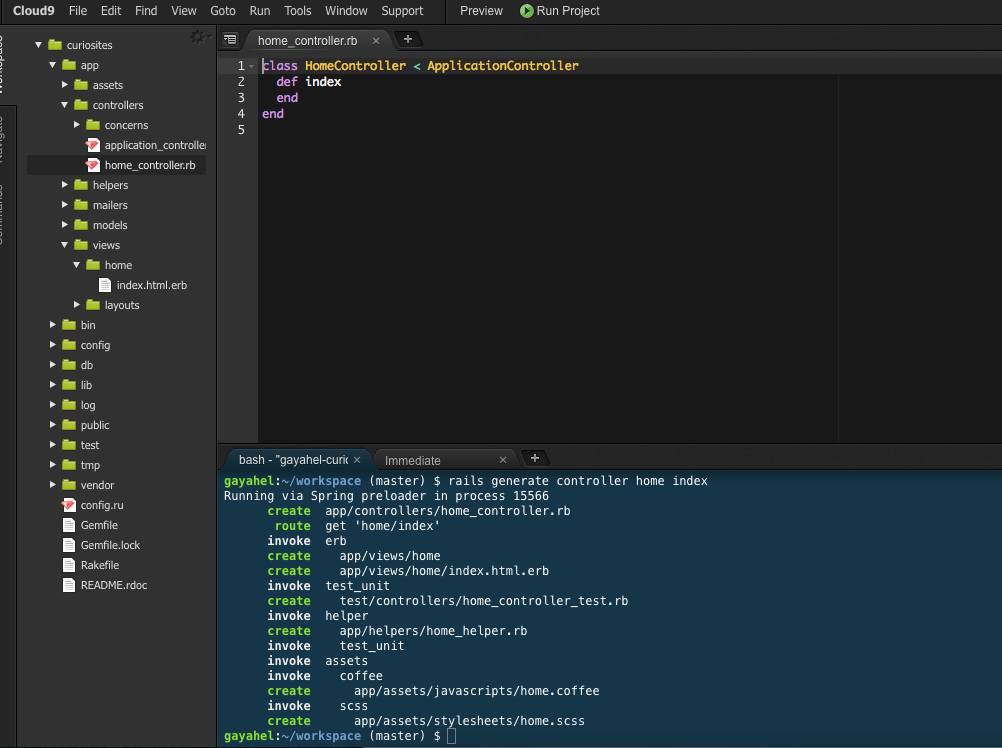 Cloud9 File Edit Find View Goto Run Tools Window Support Preview Run Project
Workspace
Navigate
Commands
curiosites
app
assets
controllers
concerns
application_controller
home_controller.rb
helpers
mailers
models
views
home
index.html.erb
layouts
bin
config
db
lib
log
public
test
tmp
vendor
config.ru
Gemfile
Gemfile.lock
Rakefile
README.rdoc
home_controller.rb × +
1 class HomeController < ApplicationController
2 def index
3 end
4 end
5
bash - "gayahel-curic × Immediate × +
gayahel:~/workspace (master) $ rails generate controller home index
Running via Spring preloader in process 15566
create app/controllers/home_controller.rb
route get 'home/index'
invoke erb
create app/views/home
create app/views/home/index.html.erb
invoke test_unit
create test/controllers/home_controller_test.rb
invoke helper
create app/helpers/home_helper.rb
invoke test_unit
invoke assets
invoke coffee
create app/assets/javascripts/home.coffee
invoke scss
create app/assets/stylesheets/home.scss
gayahel:~/workspace (master) $